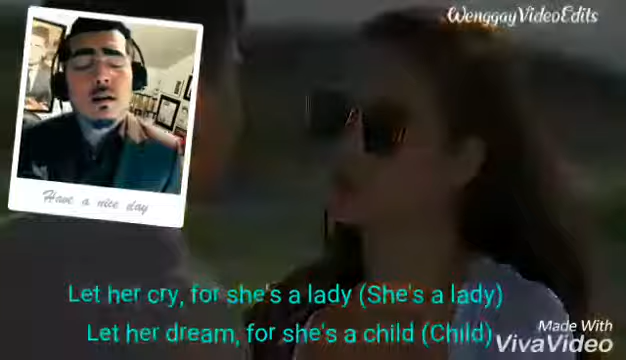 WenggayVideoEdits
Have a nice day
Let her cry, for she's a lady (She's a lady)
Let her dream, for she's a child (Child)
Made With
VivaVideo